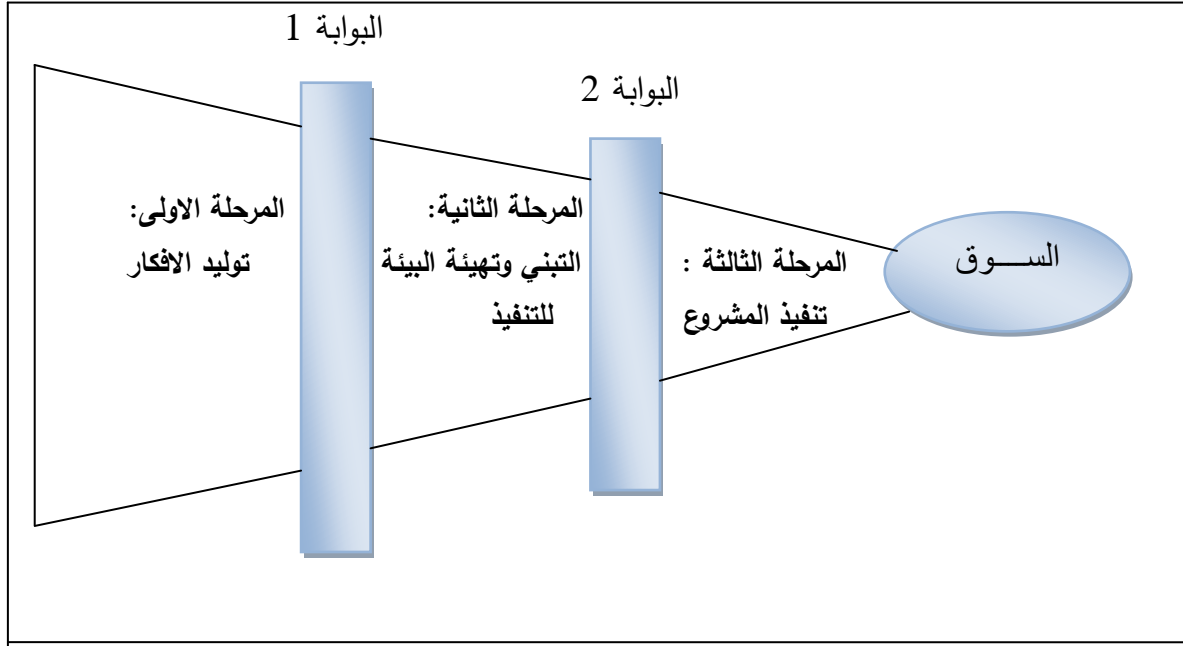 البوابة 1
البوابة 2
المرحلة الاولى:
توليد الافكار
المرحلة الثانية:
التبني وتهيئة البيئة
للتنفيذ
المرحلة الثالثة :
تنفيذ المشروع
الســـوق